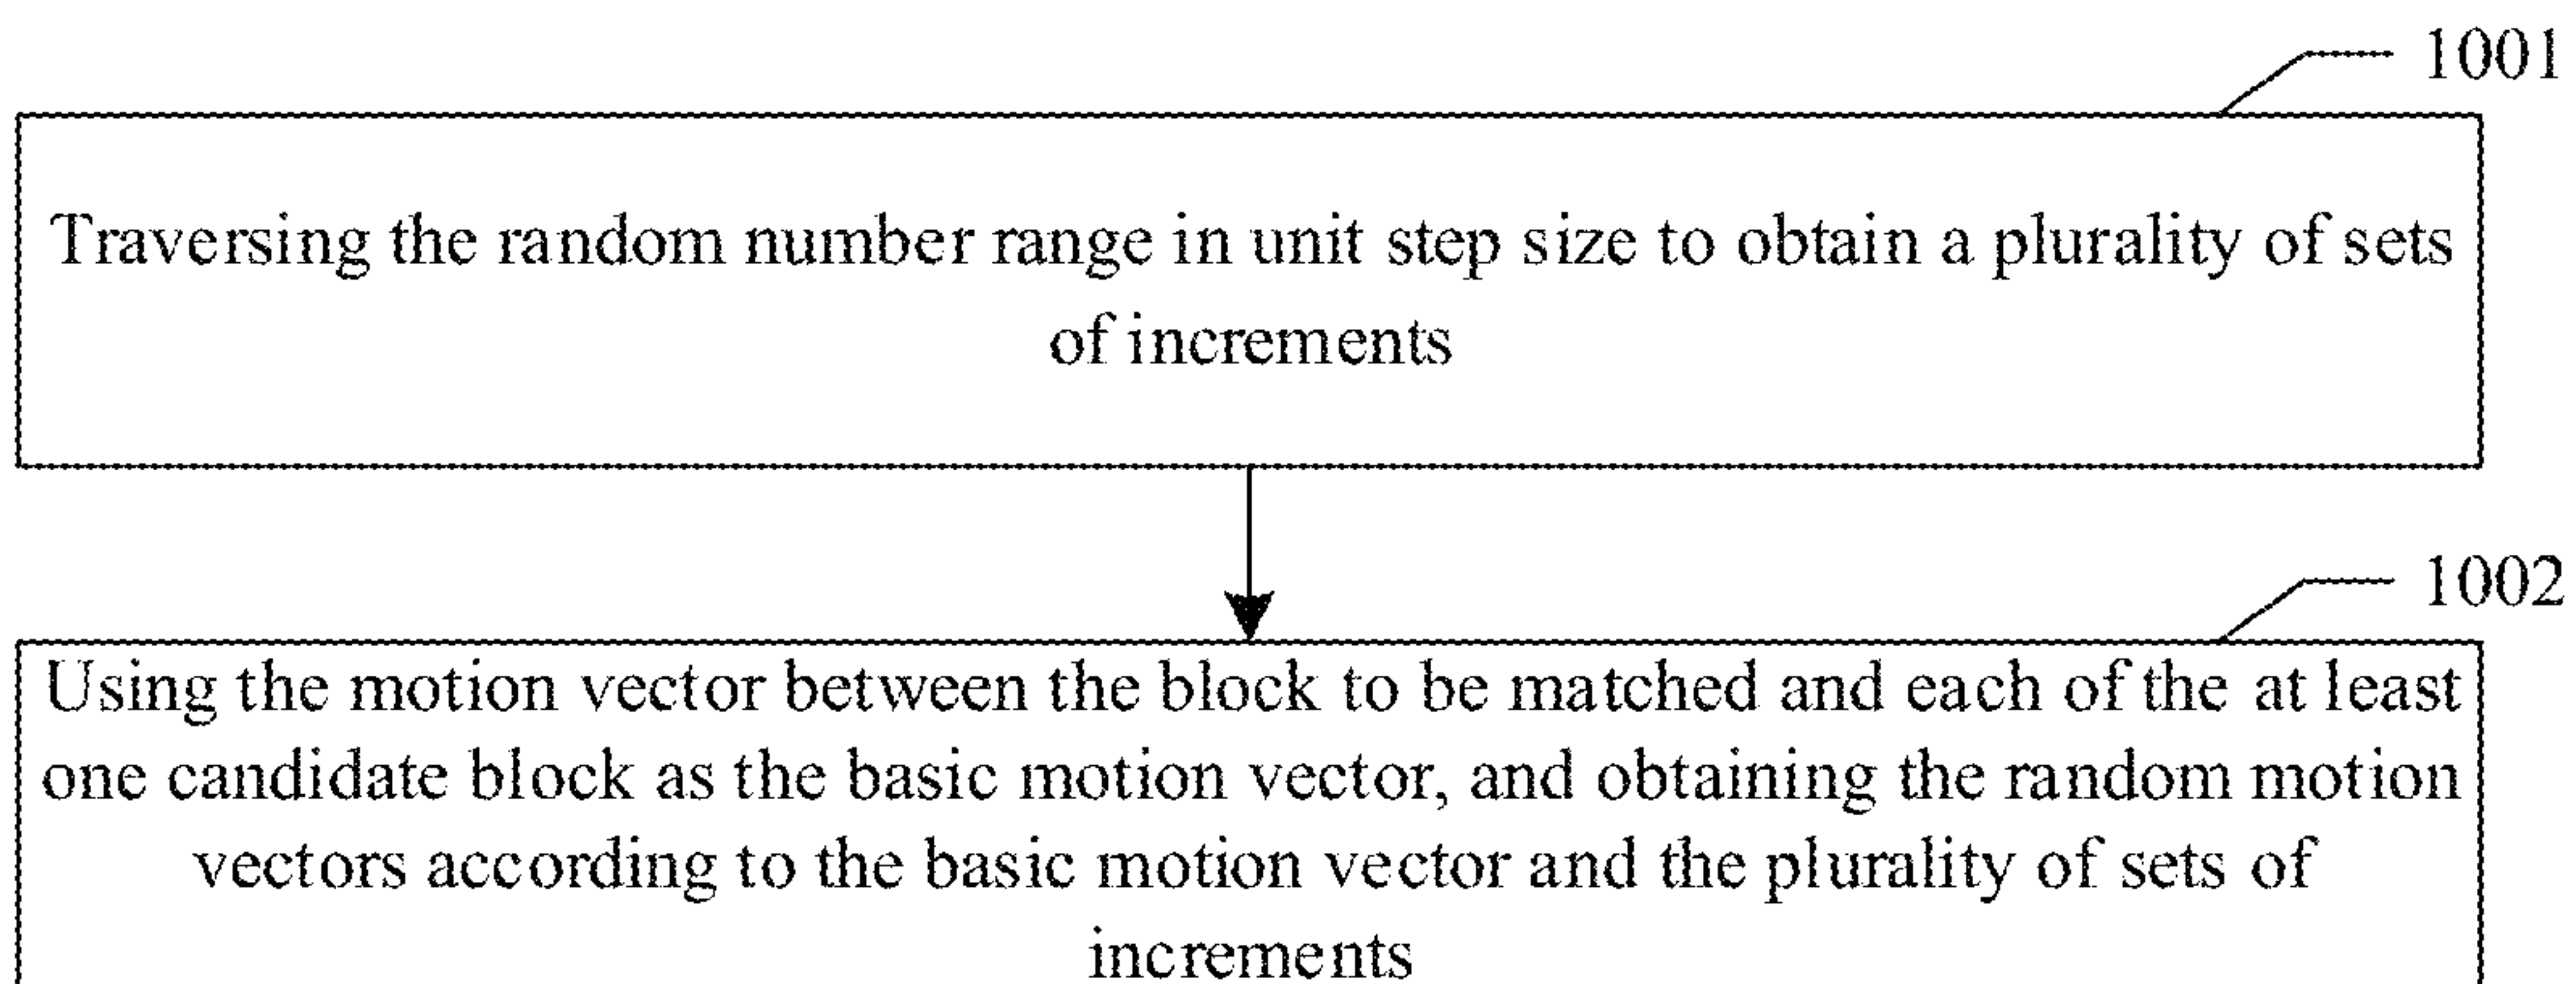 1001
Traversing the random number range in unit step size to obtain a plurality of sets
of increments
1002
Using the motion vector between the block to be matched and each of the at least
one candidate block as the basic motion vector, and obtaining the random motion
vectors according to the basic motion vector and the plurality of sets of
increments